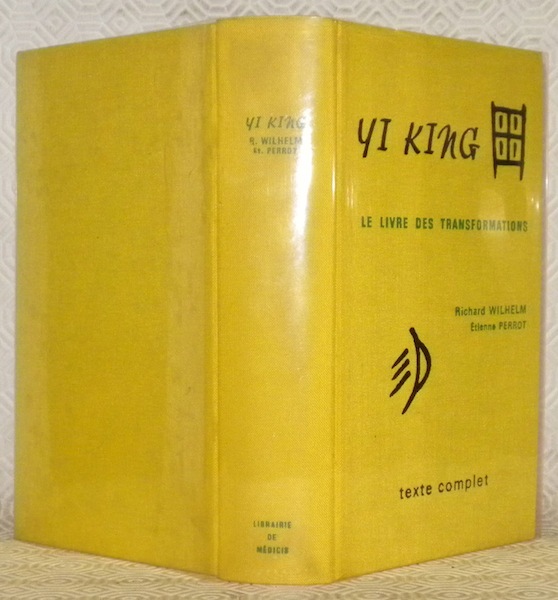 YI KING
R. WILHELM
Et. PERROT
LIBRAIRIE
DE
MÉDICIS
YI KING
LE LIVRE DES TRANSFORMATIONS
Richard WILHELM
Etienne PERROT
texte complet